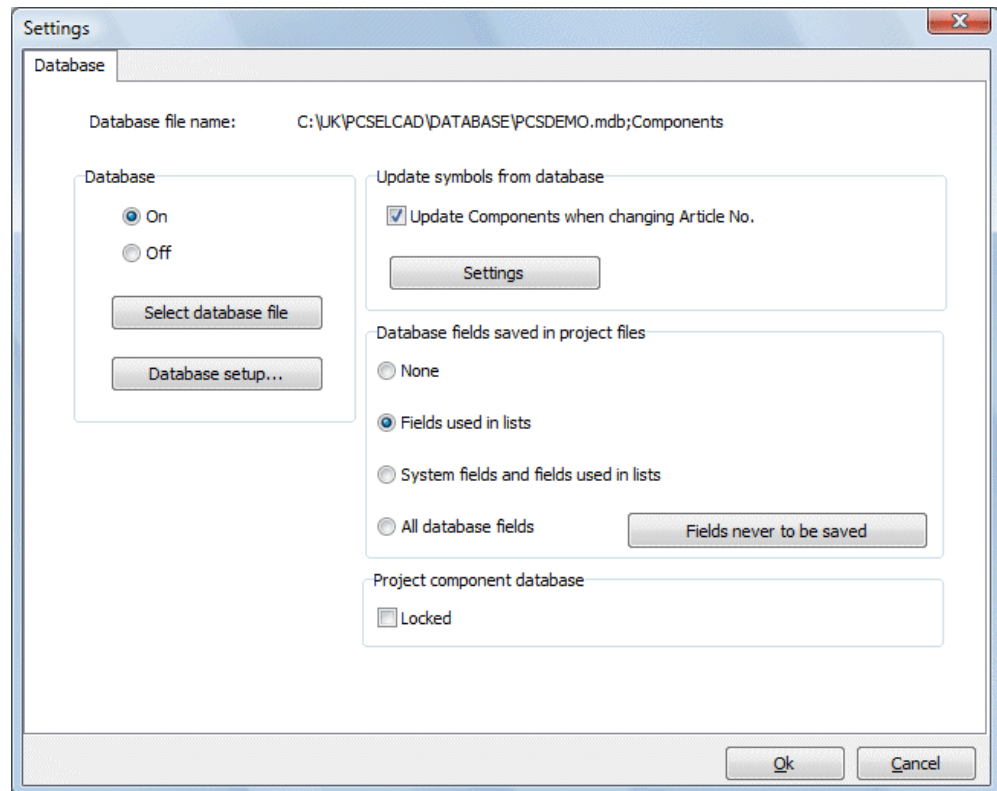 Settings
Database
Database file name: C:\UK\PCSELCAD\DATABASE\PCSDEMO.mdb;Components
Database
On
Off
Select database file
Database setup...
Update symbols from database
Update Components when changing Article No.
Settings
Database fields saved in project files
None
Fields used in lists
System fields and fields used in lists
All database fields
Fields never to be saved
Project component database
Locked
Ok
Cancel